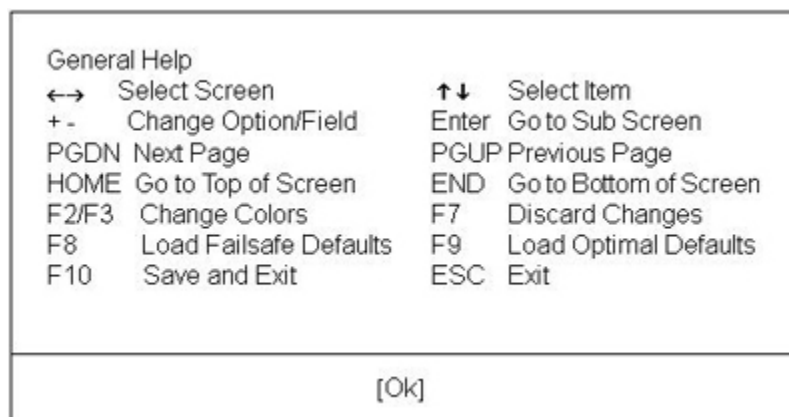 General Help
←→ Select Screen ↑↓ Select Item
+ - Change Option/Field Enter Go to Sub Screen
PGDN Next Page PGUP Previous Page
HOME Go to Top of Screen END Go to Bottom of Screen
F2/F3 Change Colors F7 Discard Changes
F8 Load Failsafe Defaults F9 Load Optimal Defaults
F10 Save and Exit ESC Exit
[Ok]